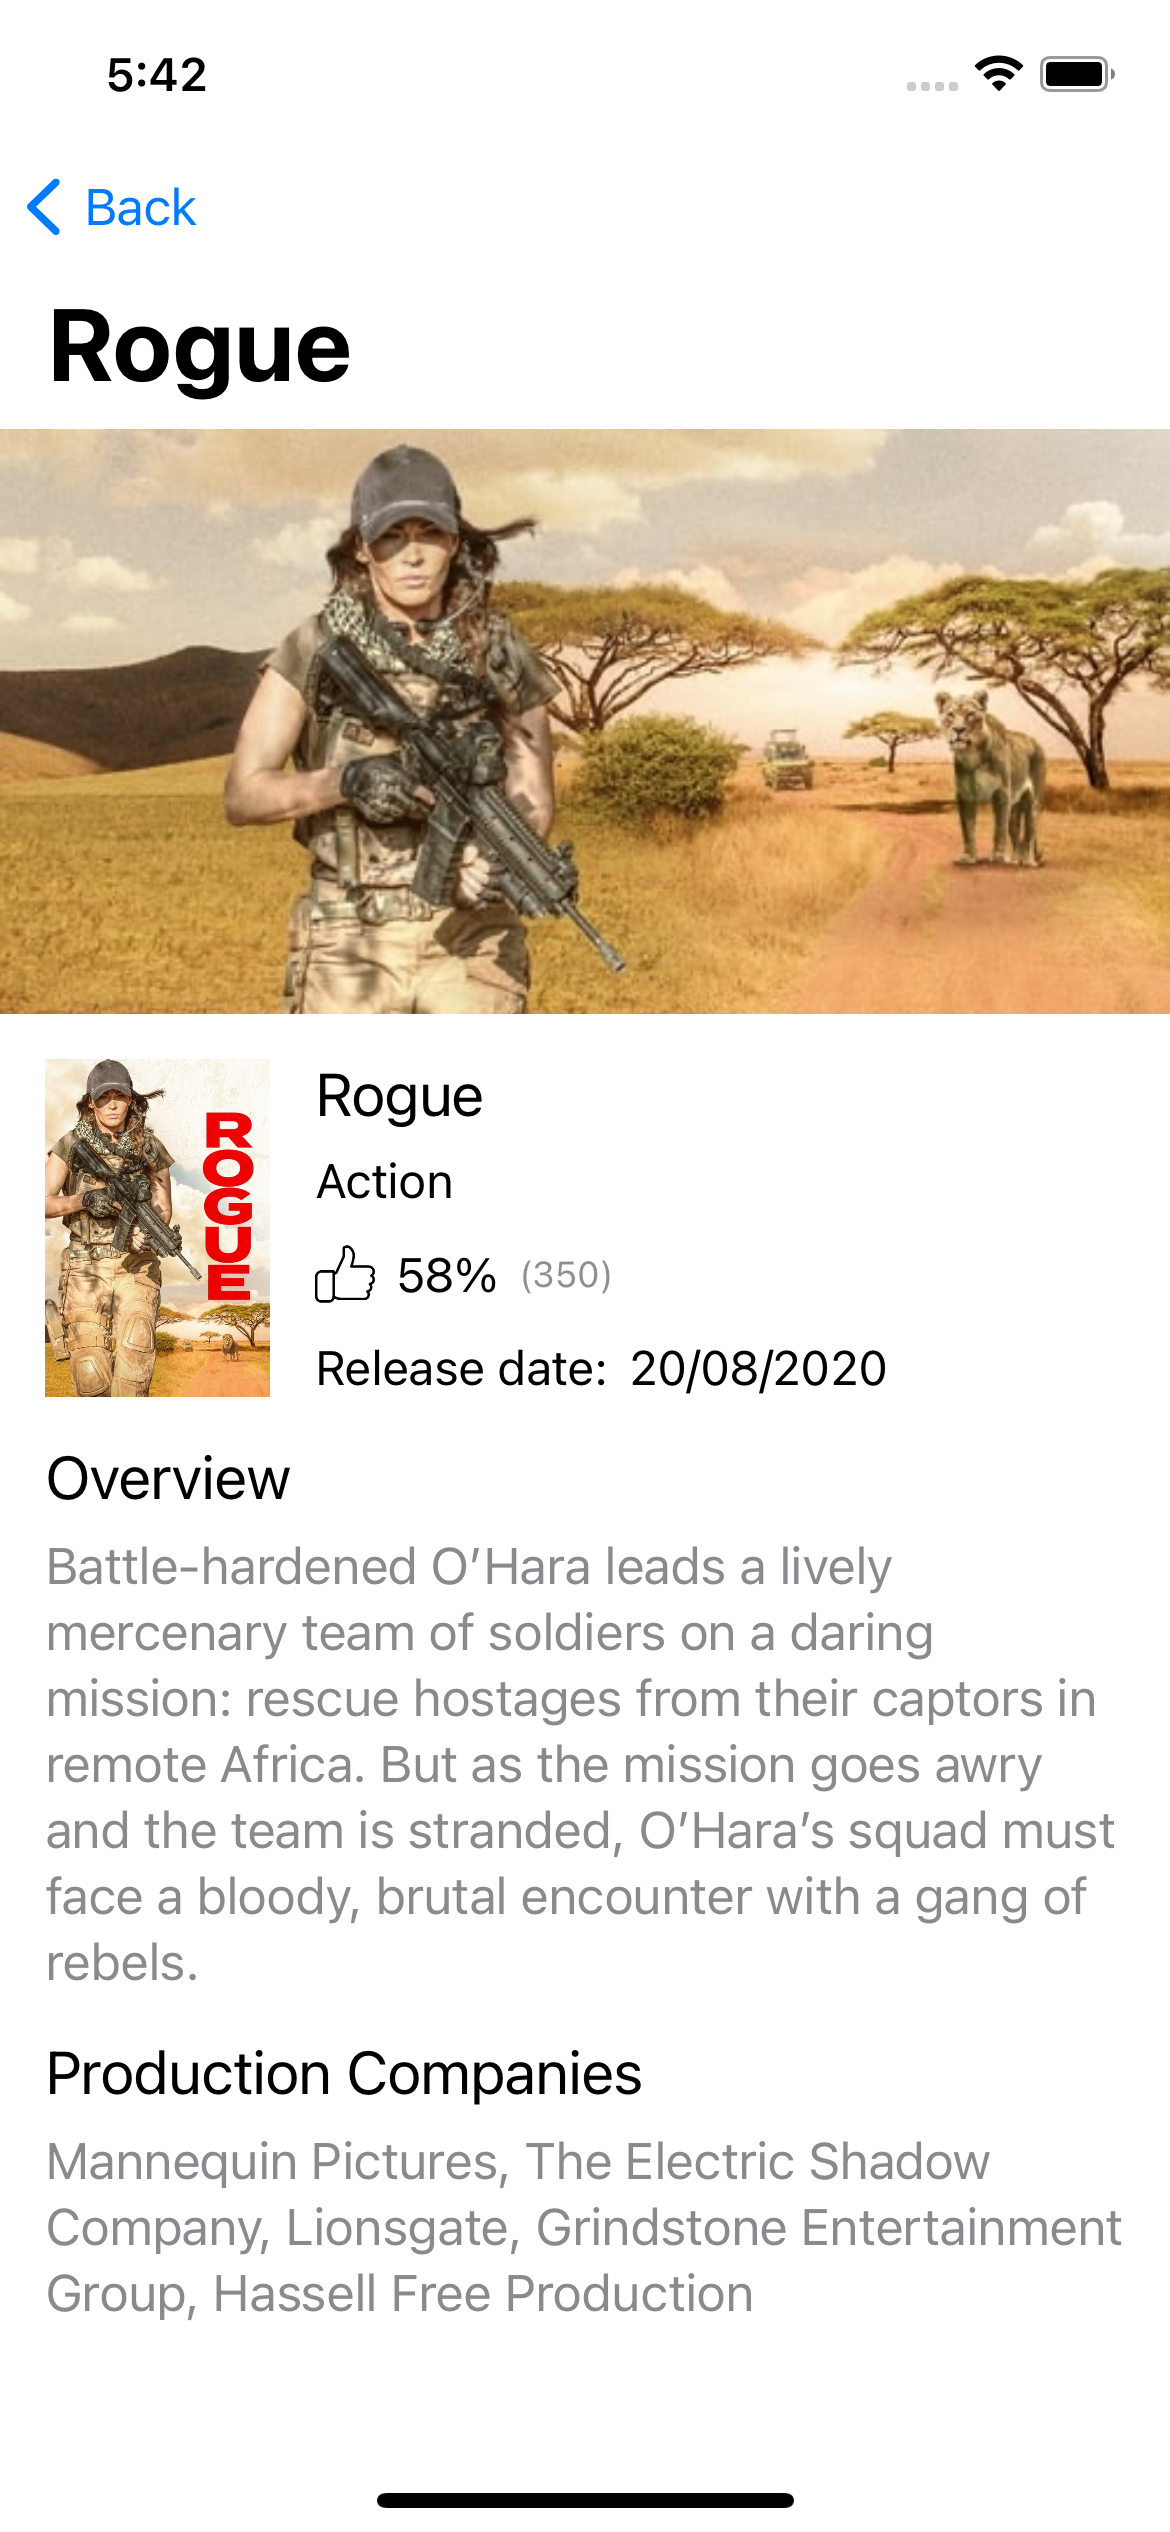 5:42
Back
Rogue
ROGUE
Rogue
Action
58% (350)
Release date: 20/08/2020
Overview
Battle-hardened O’Hara leads a lively
mercenary team of soldiers on a daring
mission: rescue hostages from their captors in
remote Africa. But as the mission goes awry
and the team is stranded, O’Hara’s squad must
face a bloody, brutal encounter with a gang of
rebels.
Production Companies
Mannequin Pictures, The Electric Shadow
Company, Lionsgate, Grindstone Entertainment
Group, Hassell Free Production